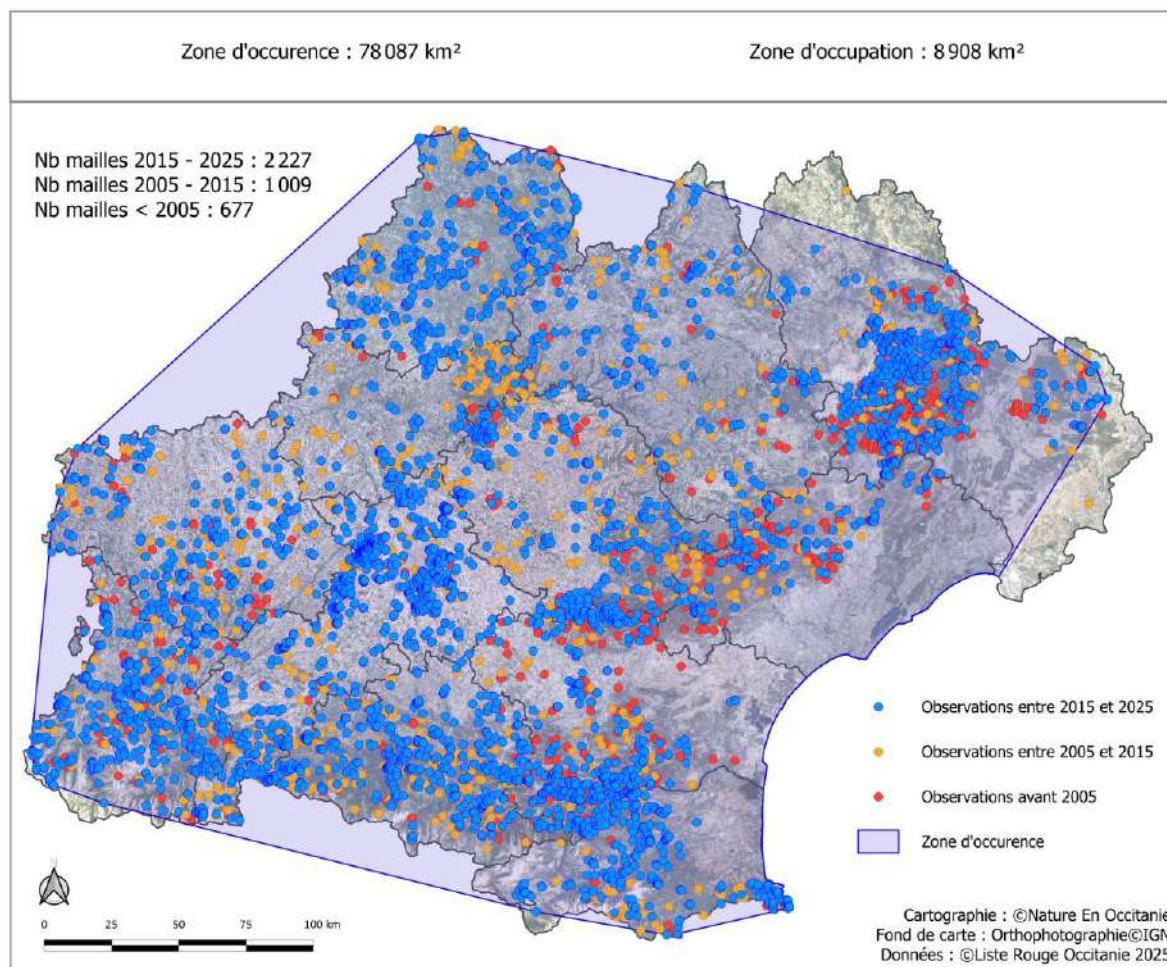 Zone d'occurence : 78 087 km²
Zone d'occupation : 8 908 km²
Nb mailles 2015 - 2025 : 2 227
Nb mailles 2005 - 2015 : 1 009
Nb mailles < 2005 : 677
Observations entre 2015 et 2025
Observations entre 2005 et 2015
Observations avant 2005
Zone d'occurence
N
0 25 50 75 100 km
Cartographie : ©Nature En Occitanie
Fond de carte : Orthophotographie©IGN
Données : ©Liste Rouge Occitanie 2025